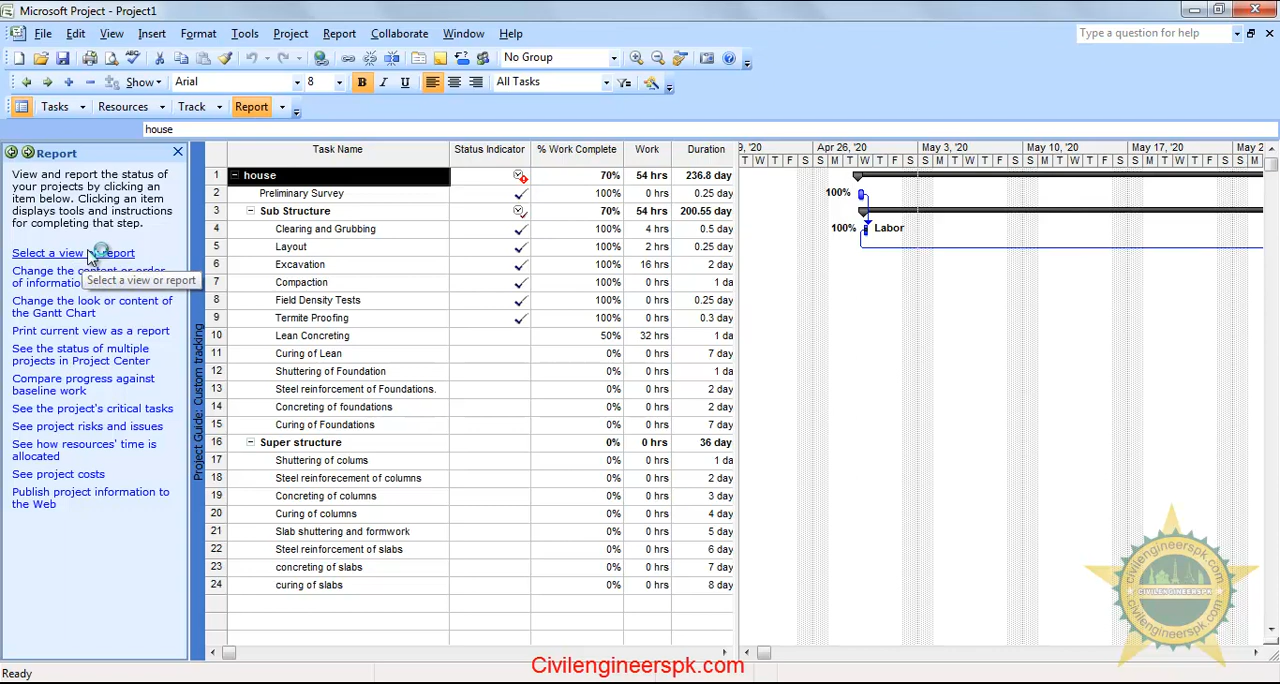 Microsoft Project - Project1
File Edit View Insert Format Tools Project Report Collaborate Window Help
Type a question for help
No Group
Show Arial 8 B I U All Tasks
Tasks Resources Track Report
house
Report
View and report the status of
your projects by clicking an
item below. Clicking an item
displays tools and instructions
for completing that step.
Select a view report
Change the content or order
of informatio
Select a view or report
Change the look or content of
the Gantt Chart
Print current view as a report
See the status of multiple
projects in Project Center
Compare progress against
baseline work
See the project's critical tasks
See project risks and issues
See how resources' time is
allocated
See project costs
Publish project information to
the Web
Project Guide: Custom tracking
Task Name Status Indicator % Work Complete Work Duration
1 house 70% 54 hrs 236.8 day
2 Preliminary Survey 100% 0 hrs 0.25 day
3 Sub Structure 70% 54 hrs 200.55 day
4 Clearing and Grubbing 100% 4 hrs 0.5 day
5 Layout 100% 2 hrs 0.25 day
6 Excavation 100% 16 hrs 2 day
7 Compaction 100% 0 hrs 1 da
8 Field Density Tests 100% 0 hrs 0.25 day
9 Termite Proofing 100% 0 hrs 0.3 day
10 Lean Concreting 50% 32 hrs 1 da
11 Curing of Lean 0% 0 hrs 7 day
12 Shuttering of Foundation 0% 0 hrs 1 da
13 Steel reinforcement of Foundations. 0% 0 hrs 2 day
14 Concreting of foundations 0% 0 hrs 2 day
15 Curing of Foundations 0% 0 hrs 7 day
16 Super structure 0% 0 hrs 36 day
17 Shuttering of colums 0% 0 hrs 1 da
18 Steel reinforecement of columns 0% 0 hrs 2 day
19 Concreting of columns 0% 0 hrs 3 day
20 Curing of columns 0% 0 hrs 4 day
21 Slab shuttering and formwork 0% 0 hrs 5 day
22 Steel reinforcement of slabs 0% 0 hrs 6 day
23 concreting of slabs 0% 0 hrs 7 day
24 curing of slabs 0% 0 hrs 8 day
9, '20 Apr 26, '20 May 3, '20 May 10, '20 May 17, '20 May 2
T W T F S S M T W T F S S M T W T F S S M T W T F S S M T W T F S S M
100%
100% Labor
civilengineerspk.com
CIVILENGINEERSPK
civilengineerspk.com
Ready
Civilengineerspk.com